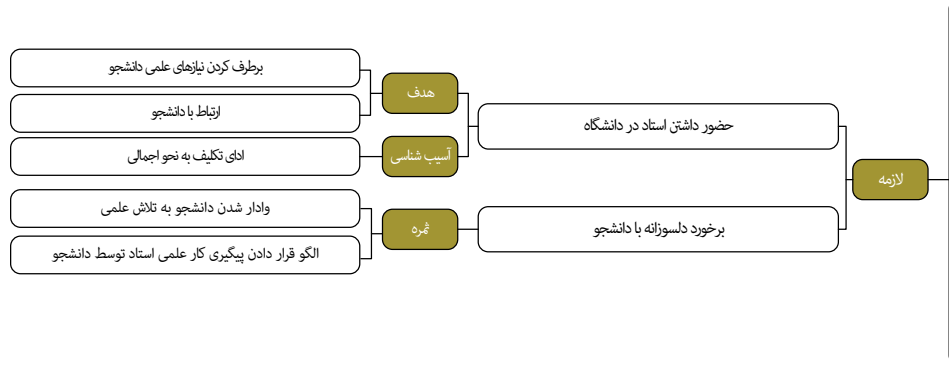 لازمه
حضور داشتن استاد در دانشگاه
هدف
برطرف کردن نیازهای علمی دانشجو
ارتباط با دانشجو
آسیب شناسی
ادای تکلیف به نحو اجمالی
برخورد دلسوزانه با دانشجو
ثمره
وادار شدن دانشجو به تلاش علمی
الگو قرار دادن پیگیری کار علمی استاد توسط دانشجو